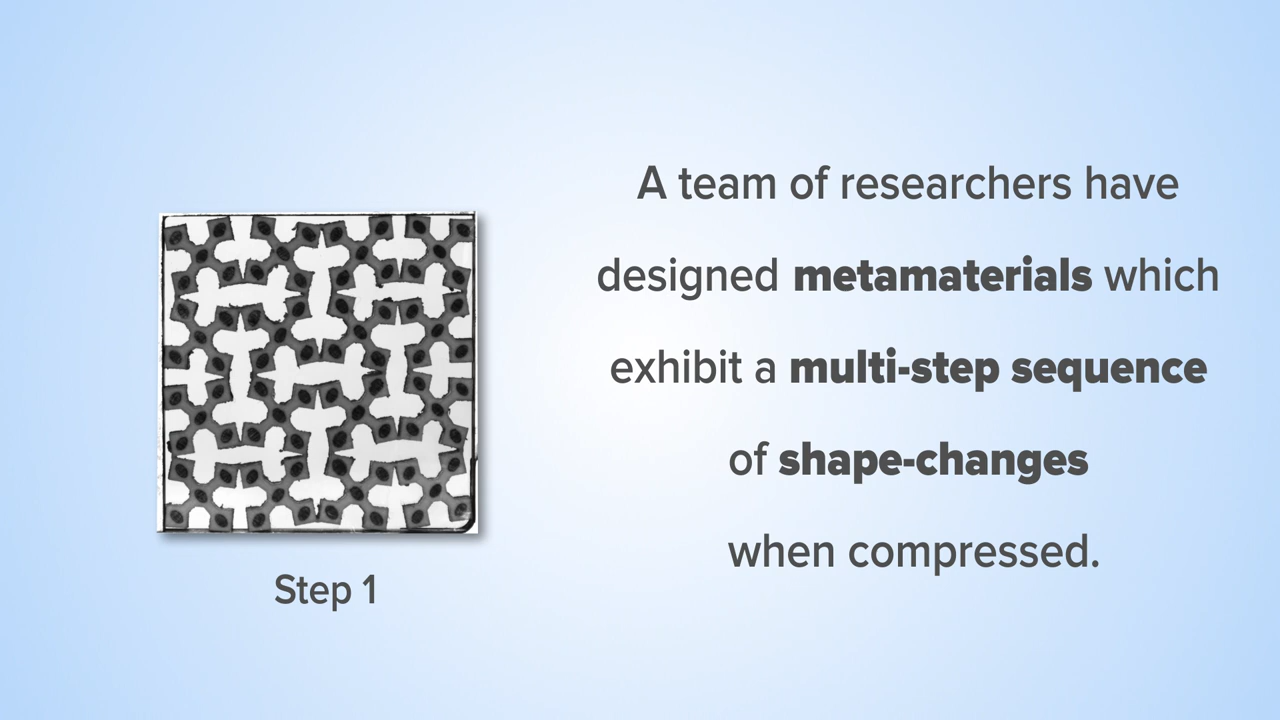 A team of researchers have
designed metamaterials which
exhibit a multi-step sequence
of shape-changes
when compressed.
Step 1